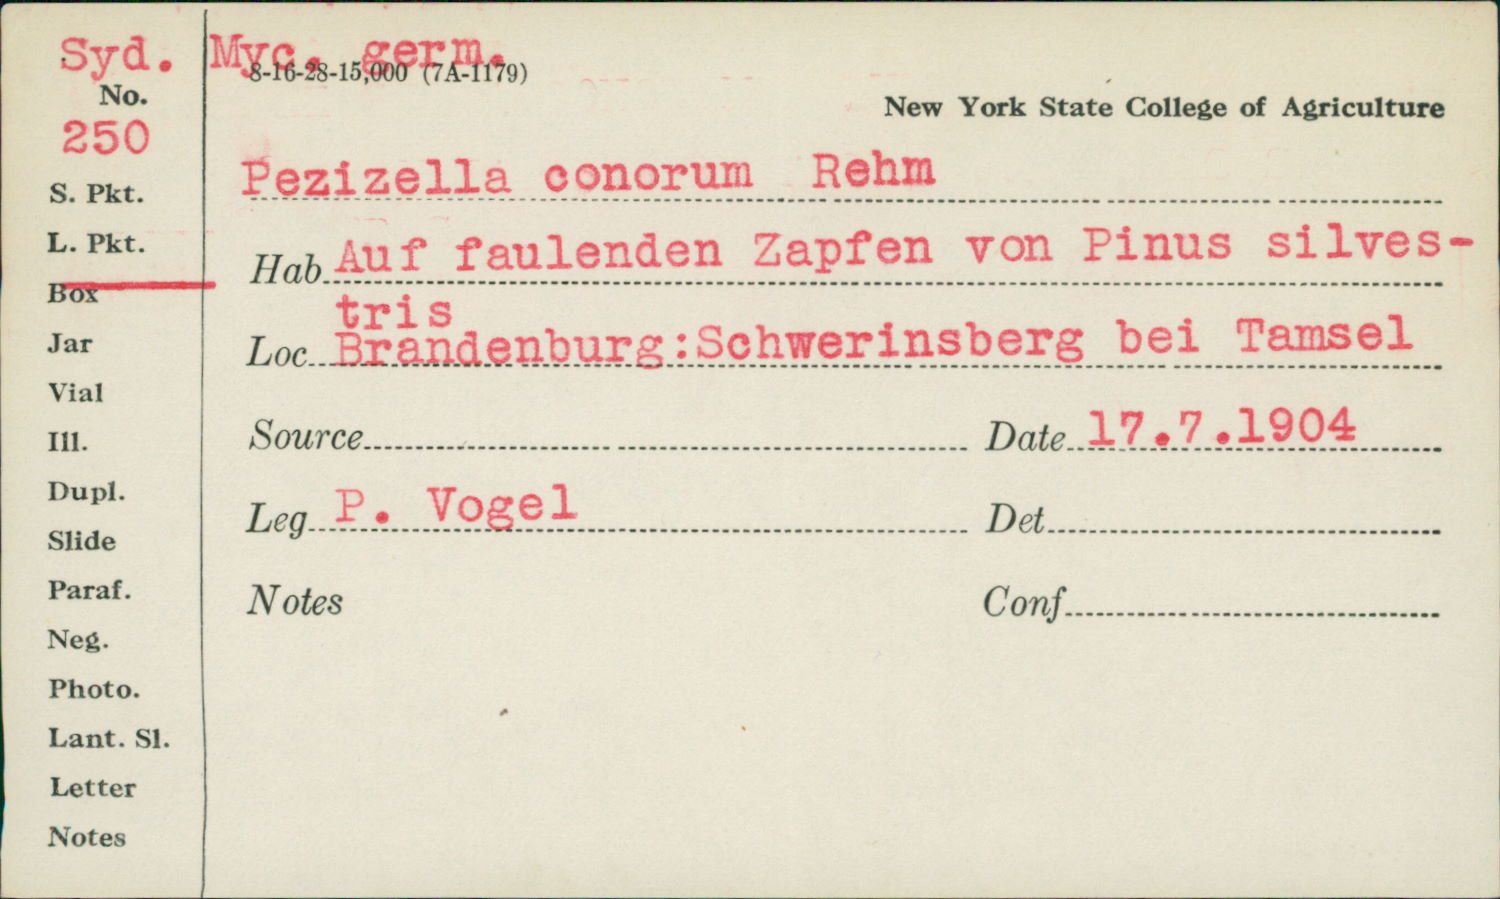 Syd. Myc. germ.
8-16-28-15,000 (7A-1179)
No.
New York State College of Agriculture
250
Pezizella conorum Rehm
S. Pkt.
L. Pkt.
Hab. Auf faulenden Zapfen von Pinus silves-
tris
Box
Loc. Brandenburg:Schwerinsberg bei Tamsel
Jar
Vial
Source
Date 17.7.1904
Ill.
Dupl.
Leg. P. Vogel
Det.
Slide
Paraf.
Notes
Conf.
Neg.
Photo.
Lant. Sl.
Letter
Notes